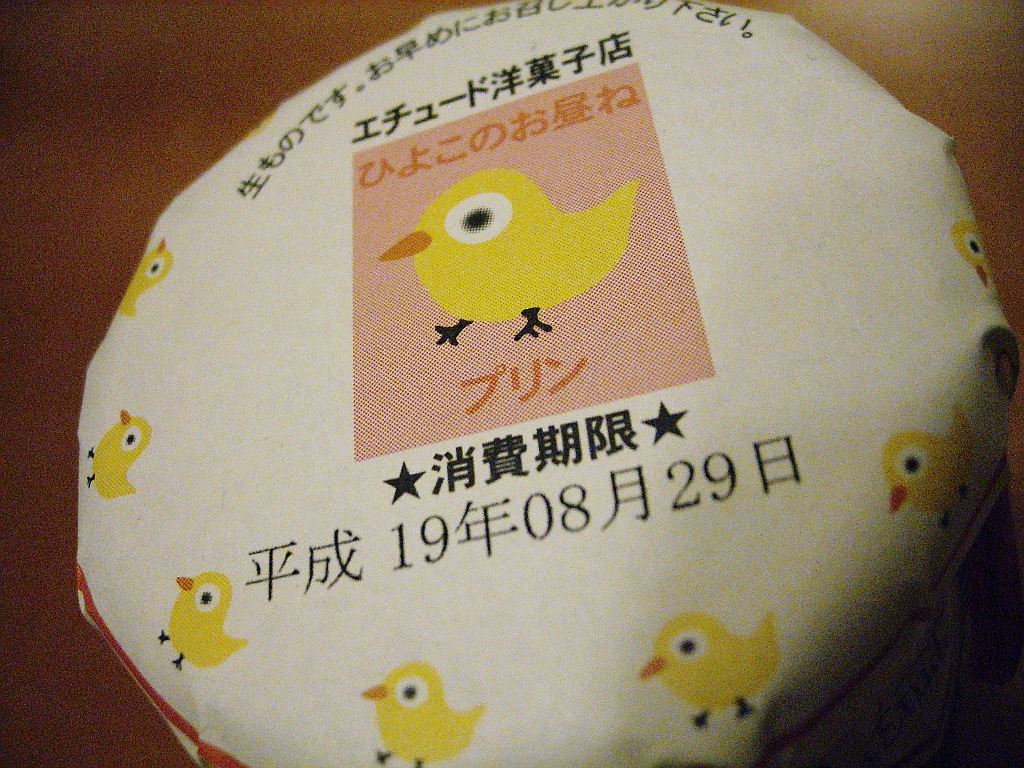 生ものです。お早めにお召し上がり下さい。
エチュード洋菓子店
ひよこのお昼ね
プリン
★消費期限★
平成 19年08月29日